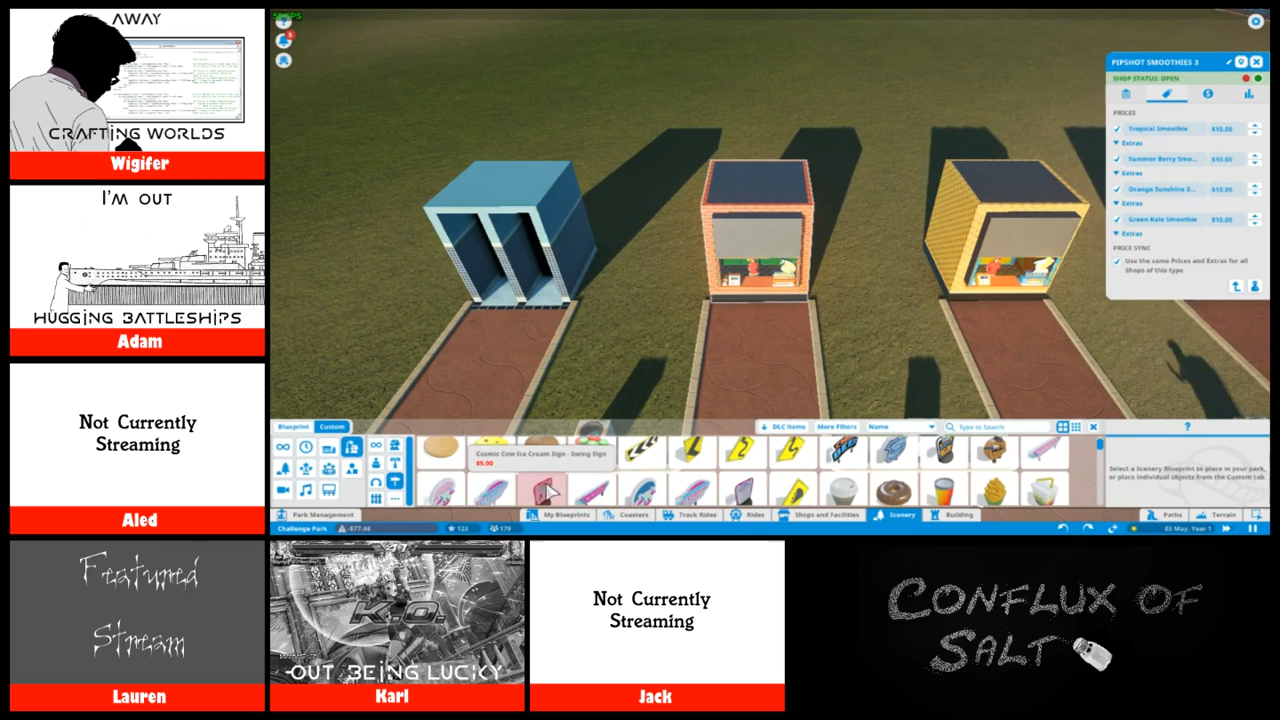 AWAY
CRAFTING WORLDS
Wigifer
I'M OUT
HUGGING BATTLESHIPS
Adam
Not Currently
Streaming
Aled
Featured
Stream
Lauren
K.O.
OUT BEING LUCKY
Karl
Not Currently
Streaming
Jack
CONFLUX OF
SALT
PIPSHOT SMOOTHIES 3
SHOP STATUS: OPEN
PRICES
Tropical Smoothie $10.00
Extras
Summer Berry Smo... $10.00
Extras
Orange Sunshine S... $10.00
Extras
Green Kale Smoothie $10.00
Extras
PRICE SYNC
Use the same Prices and Extras for all
Shops of this type
Blueprint Custom
DLC Items More Filters Name Type to Search
Cosmic Cow Ice Cream Sign - Swing Sign
$5.00
?
Select a Scenery Blueprint to place in your park,
or place individual objects from the Custom tab
Park Management My Blueprints Coasters Track Rides Rides Shops and Facilities Scenery Building Paths Terrain
Challenge Park -$77.44 123 179 03 May, Year 1